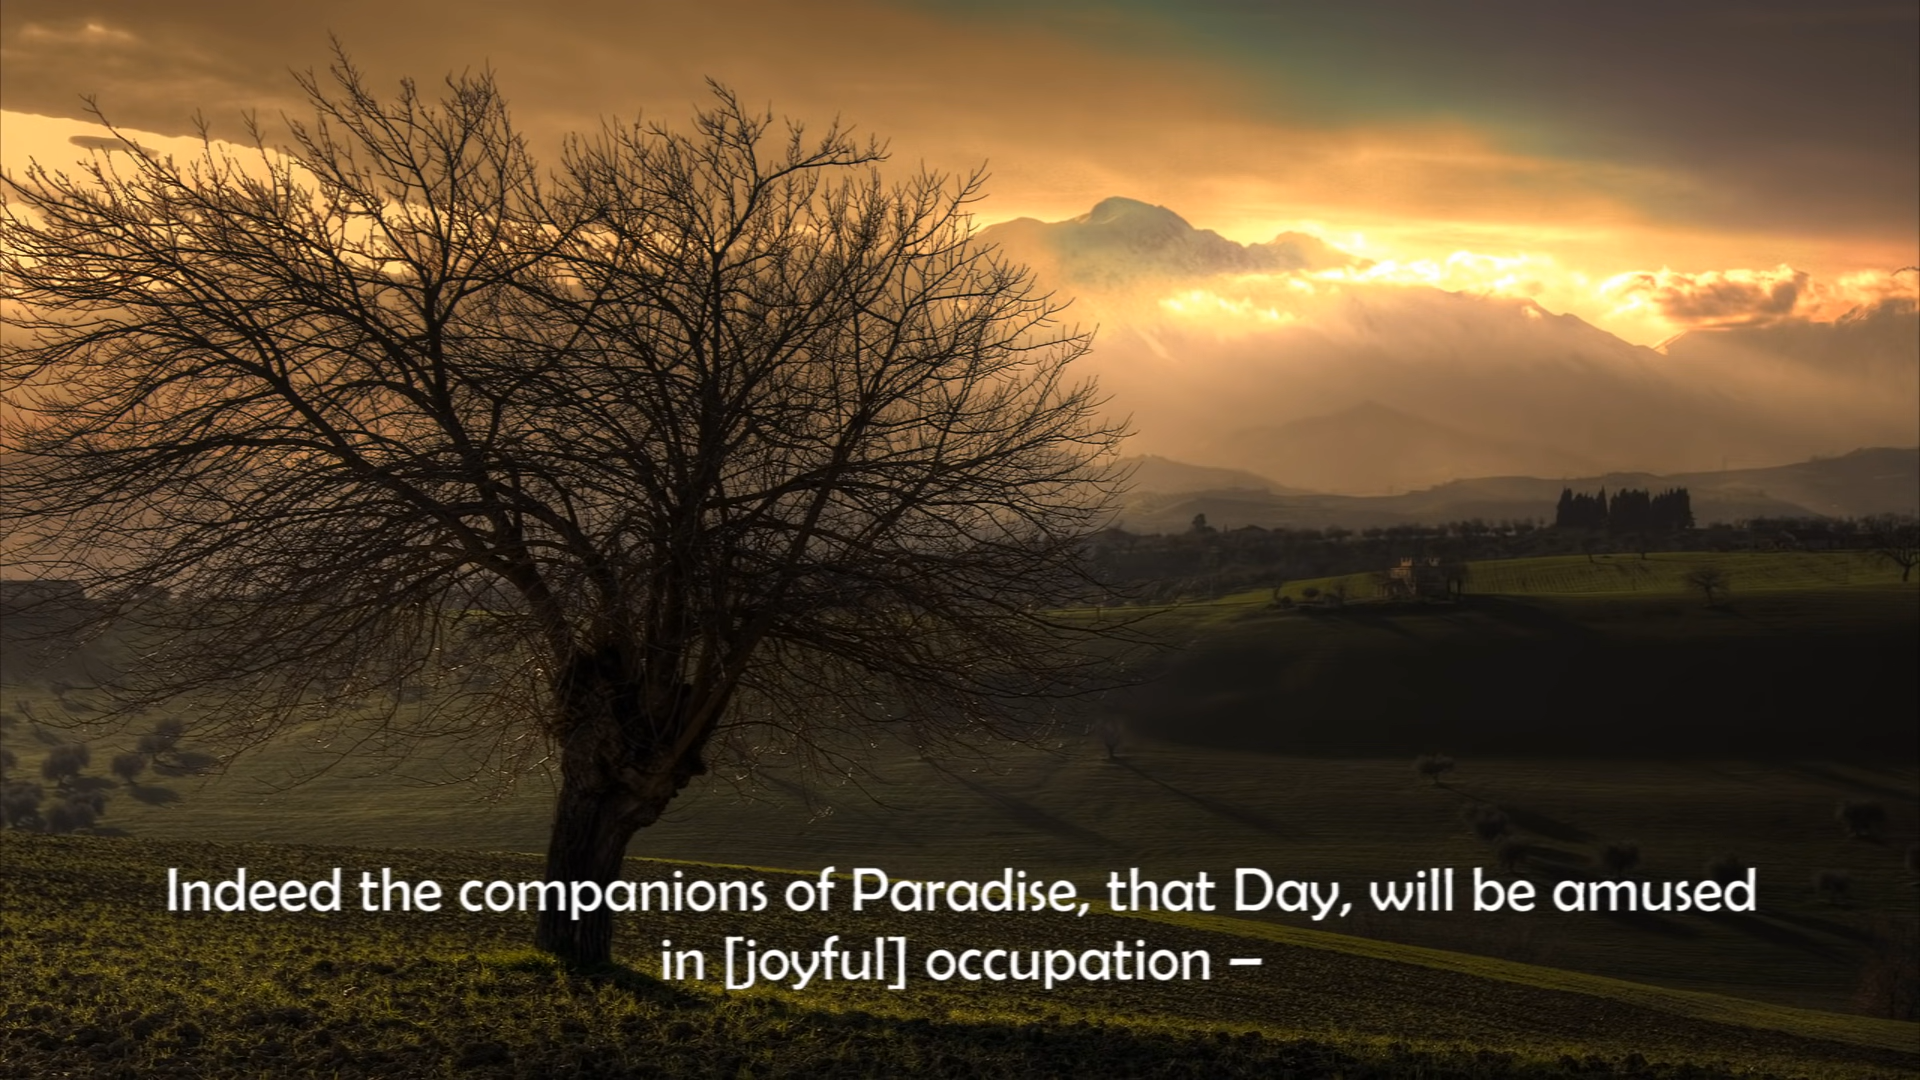 Indeed the companions of Paradise, that Day, will be amused
in [joyful] occupation –